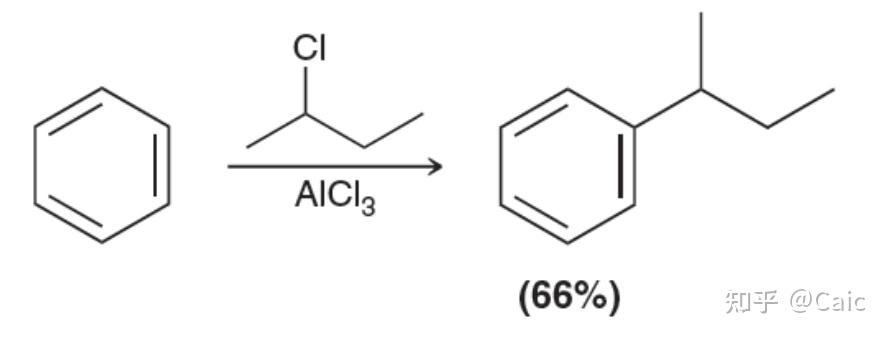 Cl
AlCl₃
(66%)
知乎 @Caic